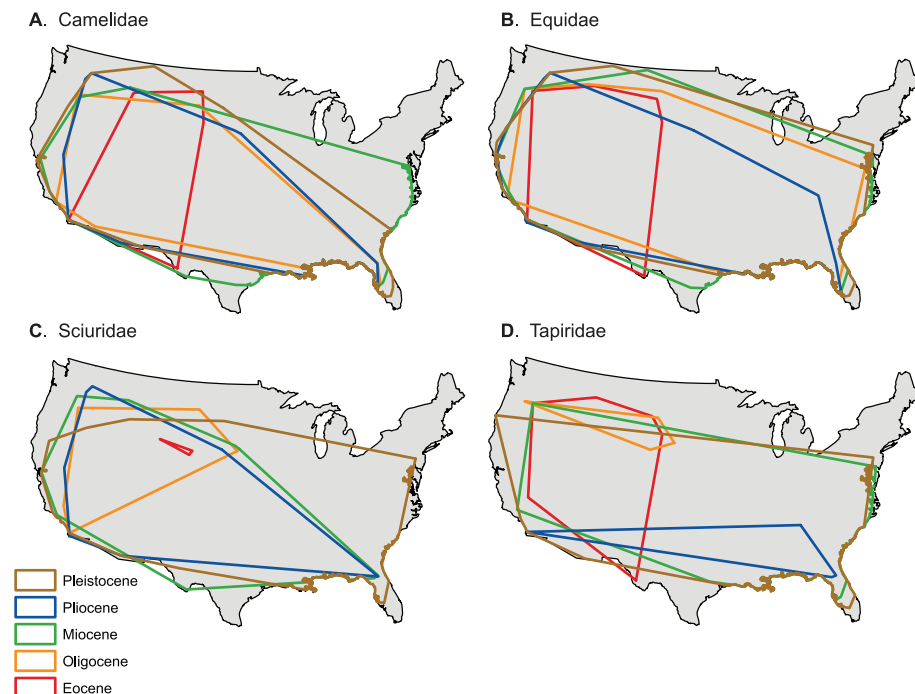 A. Camelidae
B. Equidae
C. Sciuridae
D. Tapiridae
Pleistocene
Pliocene
Miocene
Oligocene
Eocene